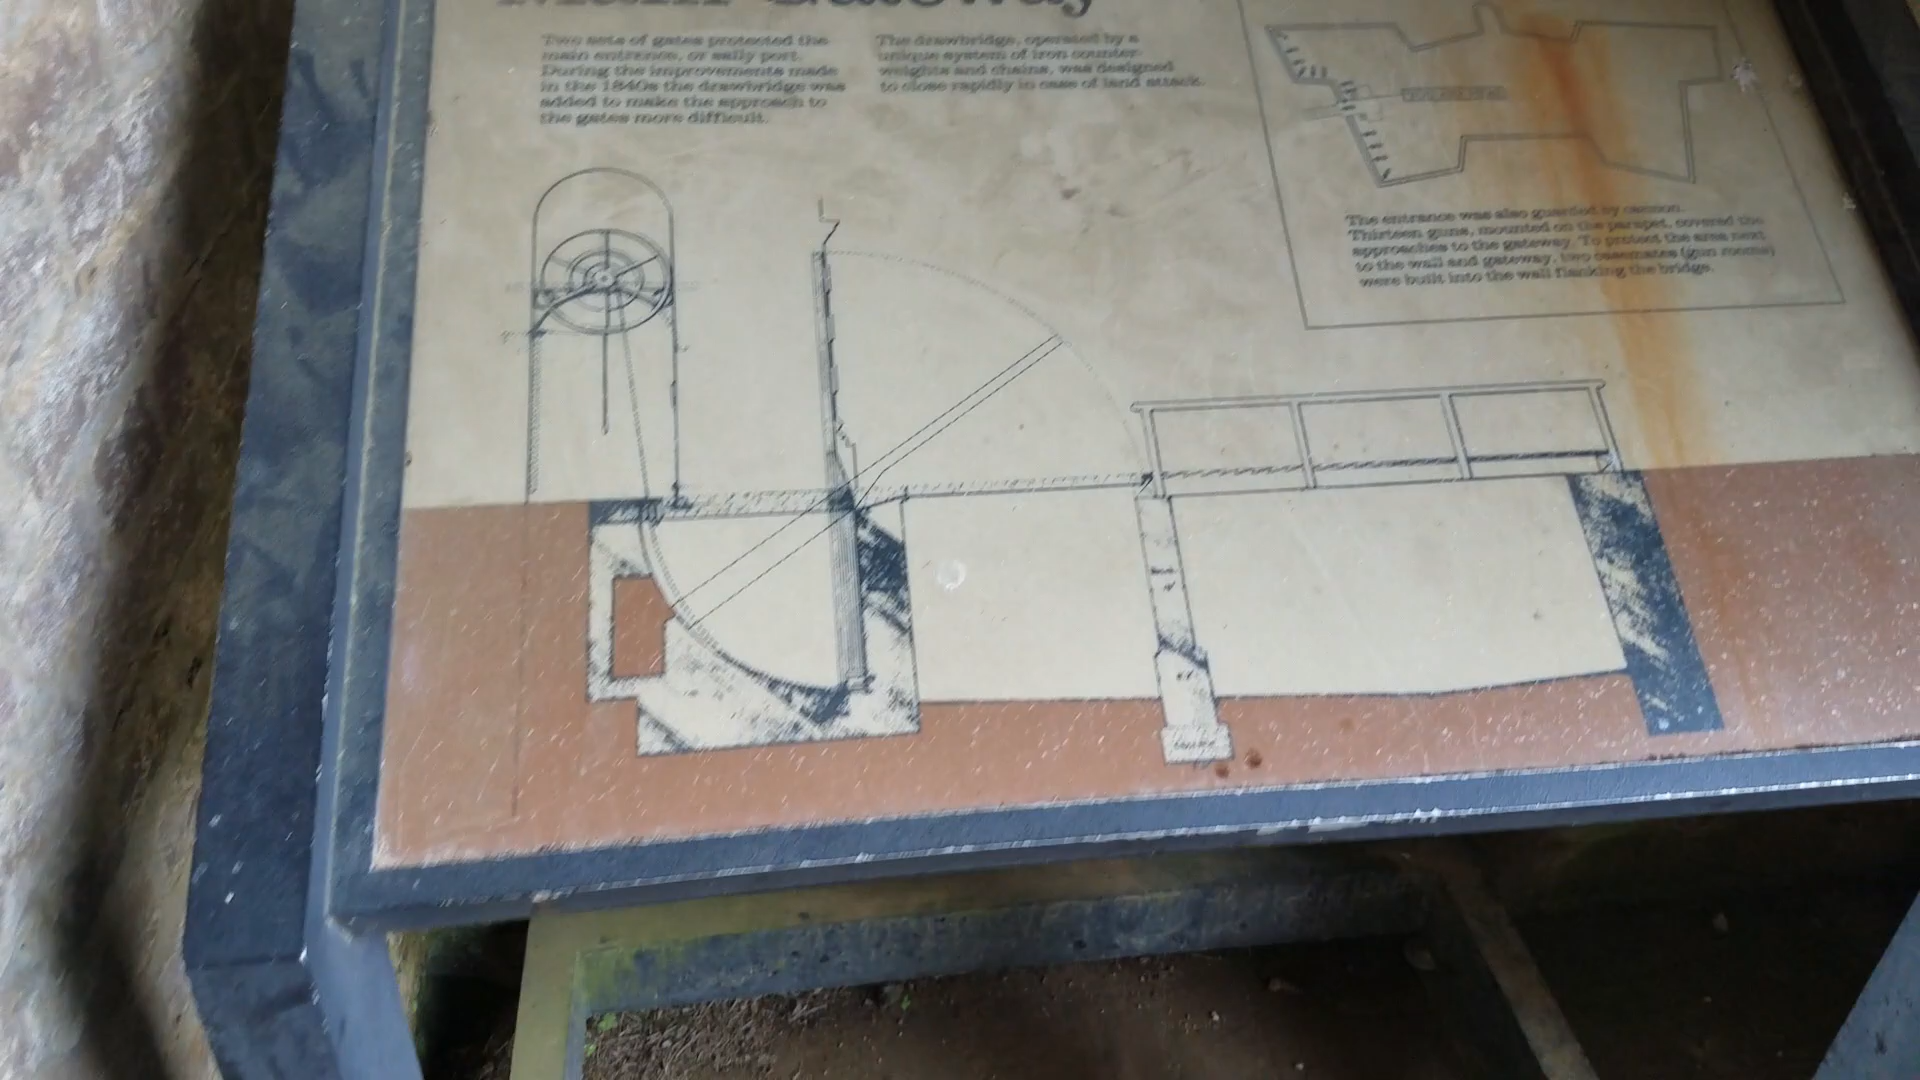 Main Gateway
Two sets of gates protected the
main entrance, or sally port.
During the improvements made
in the 1840s the drawbridge was
added to make the approach to
the gates more difficult.
The drawbridge, operated by a
unique system of iron counter-
weights and chains, was designed
to close rapidly in case of land attack.
The entrance was also guarded by cannon.
Thirteen guns, mounted on the parapet, covered the
approaches to the gateway. To protect the area next
to the wall and gateway, two casemates (gun rooms)
were built into the wall flanking the bridge.